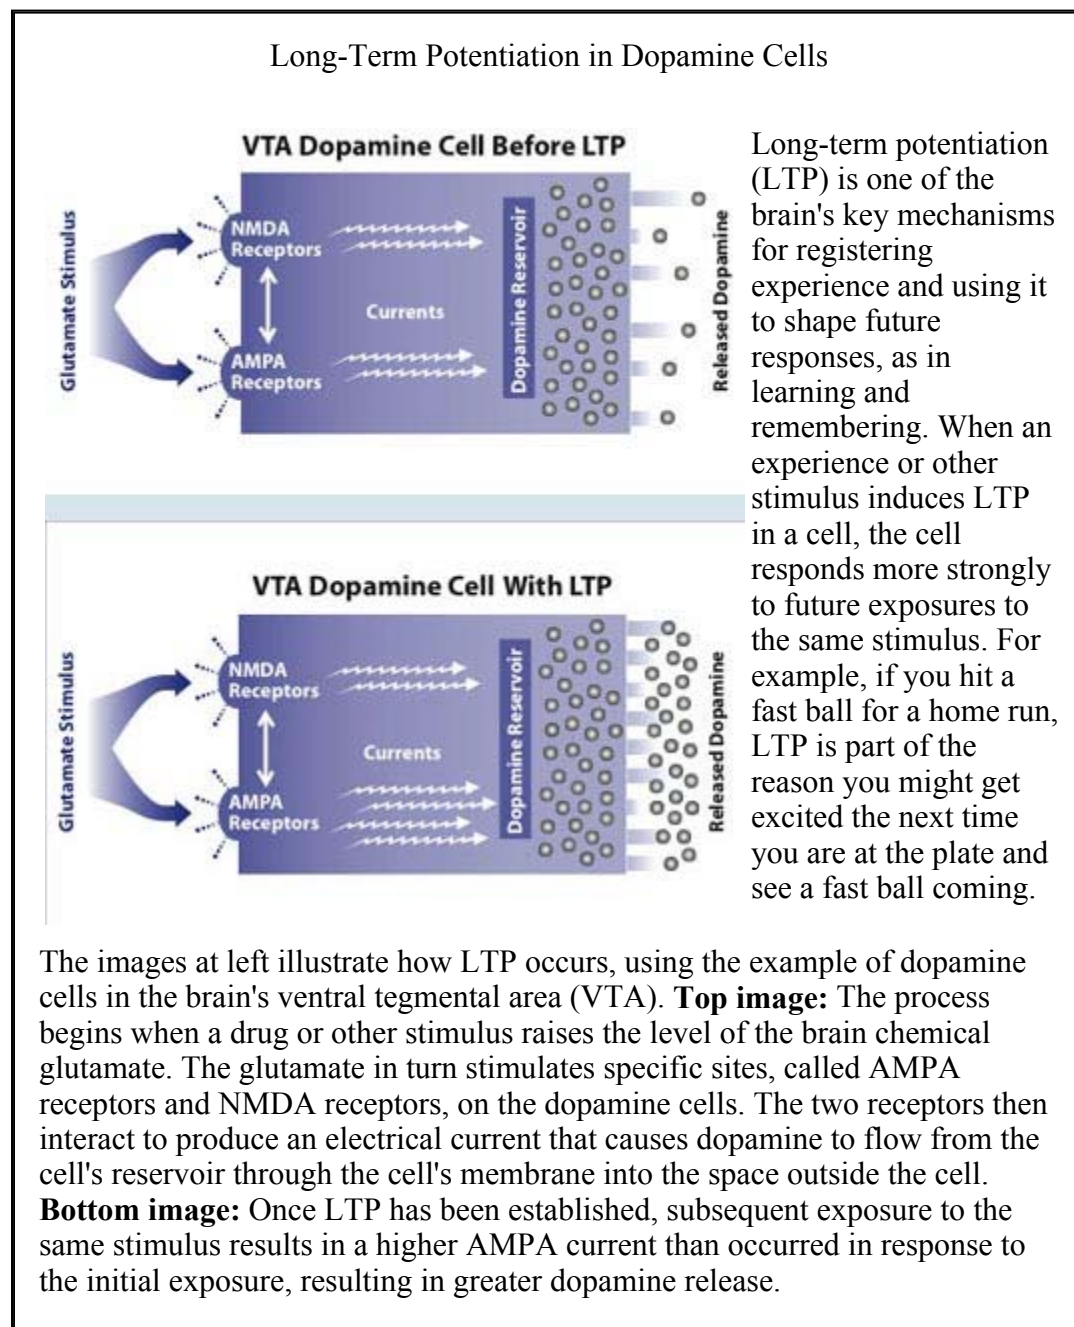 Long-Term Potentiation in Dopamine Cells
VTA Dopamine Cell Before LTP
Glutamate Stimulus
NMDA
Receptors
Currents
AMPA
Receptors
Dopamine Reservoir
Released Dopamine
VTA Dopamine Cell With LTP
Glutamate Stimulus
NMDA
Receptors
Currents
AMPA
Receptors
Dopamine Reservoir
Released Dopamine
Long-term potentiation
(LTP) is one of the
brain's key mechanisms
for registering
experience and using it
to shape future
responses, as in
learning and
remembering. When an
experience or other
stimulus induces LTP
in a cell, the cell
responds more strongly
to future exposures to
the same stimulus. For
example, if you hit a
fast ball for a home run,
LTP is part of the
reason you might get
excited the next time
you are at the plate and
see a fast ball coming.
The images at left illustrate how LTP occurs, using the example of dopamine
cells in the brain's ventral tegmental area (VTA). Top image: The process
begins when a drug or other stimulus raises the level of the brain chemical
glutamate. The glutamate in turn stimulates specific sites, called AMPA
receptors and NMDA receptors, on the dopamine cells. The two receptors then
interact to produce an electrical current that causes dopamine to flow from the
cell's reservoir through the cell's membrane into the space outside the cell.
Bottom image: Once LTP has been established, subsequent exposure to the
same stimulus results in a higher AMPA current than occurred in response to
the initial exposure, resulting in greater dopamine release.